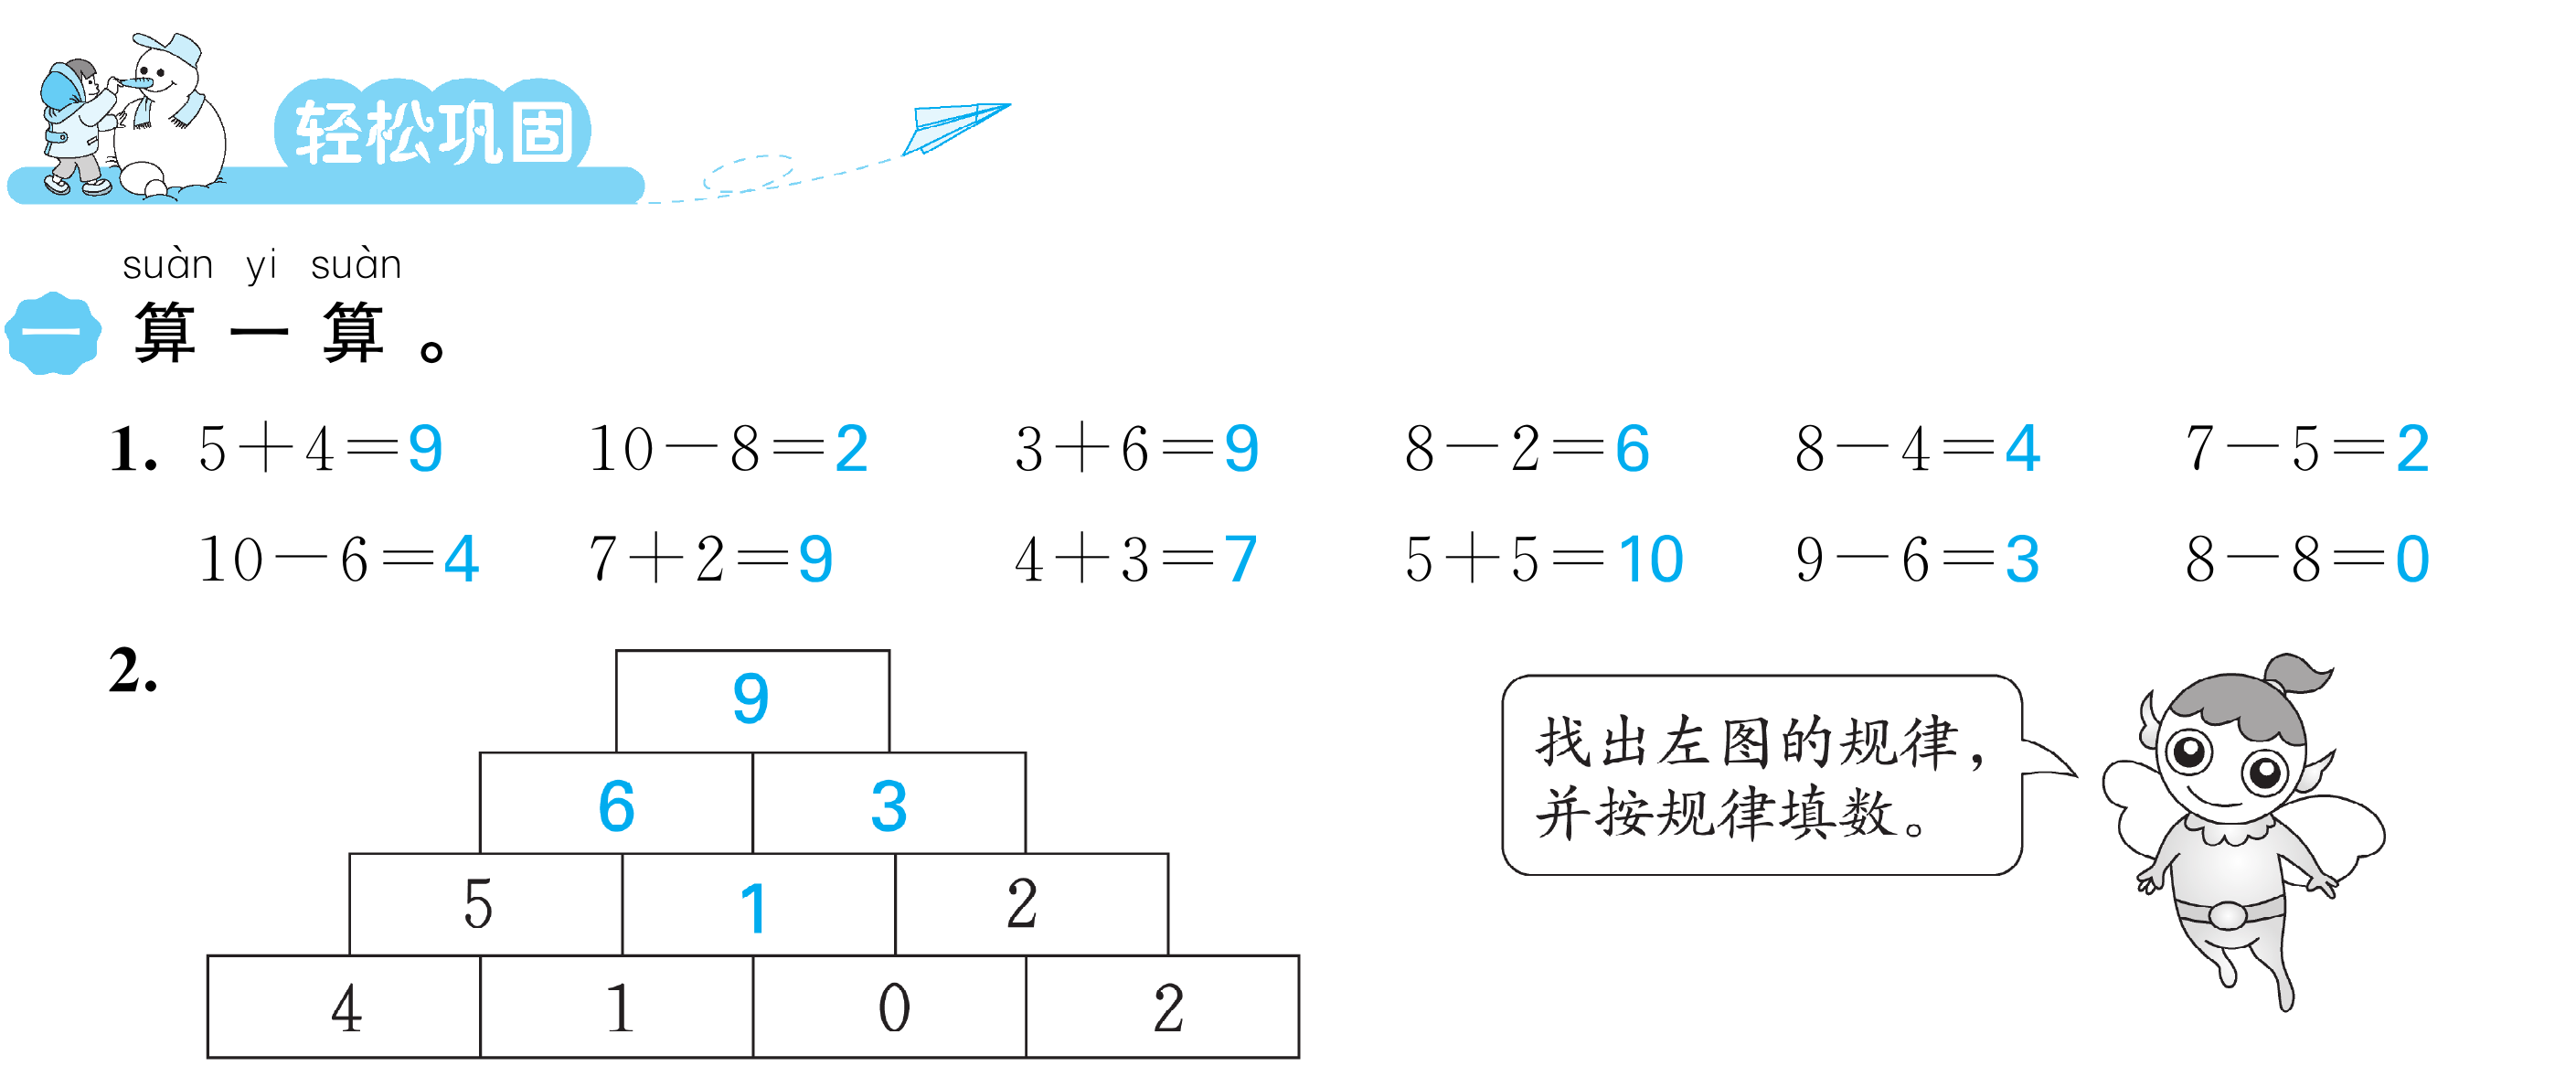 轻松巩固
suàn yi suàn
一 算一算。
1. 5+4=9 10-8=2 3+6=9 8-2=6 8-4=4 7-5=2
10-6=4 7+2=9 4+3=7 5+5=10 9-6=3 8-8=0
2.
9
6 3
5 1 2
4 1 0 2
找出左图的规律，
并按规律填数。